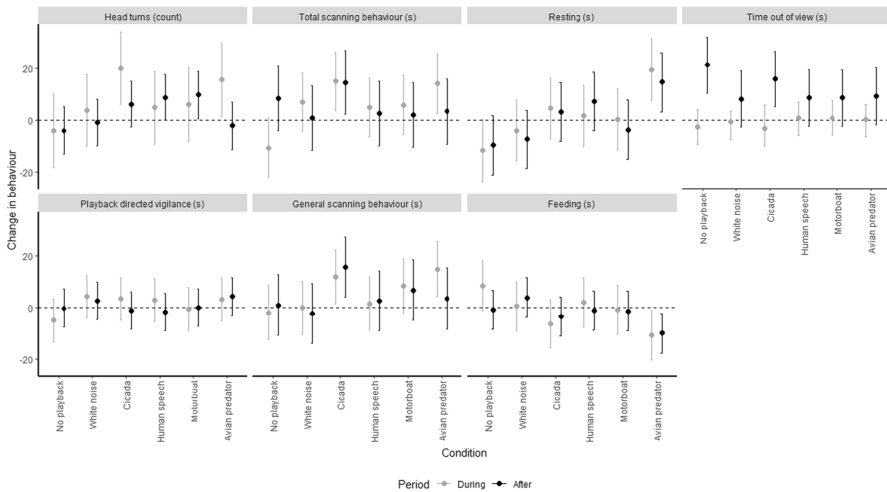 Head turns (count)
Total scanning behaviour (s)
Resting (s)
Time out of view (s)
20
0
-20
No playback
White noise
Cicada
Human speech
Motorboat
Avian predator
Playback directed vigilance (s)
General scanning behaviour (s)
Feeding (s)
Change in behaviour
20
0
-20
No playback
White noise
Cicada
Human speech
Motorboat
Avian predator
No playback
White noise
Cicada
Human speech
Motorboat
Avian predator
No playback
White noise
Cicada
Human speech
Motorboat
Avian predator
Condition
Period During After